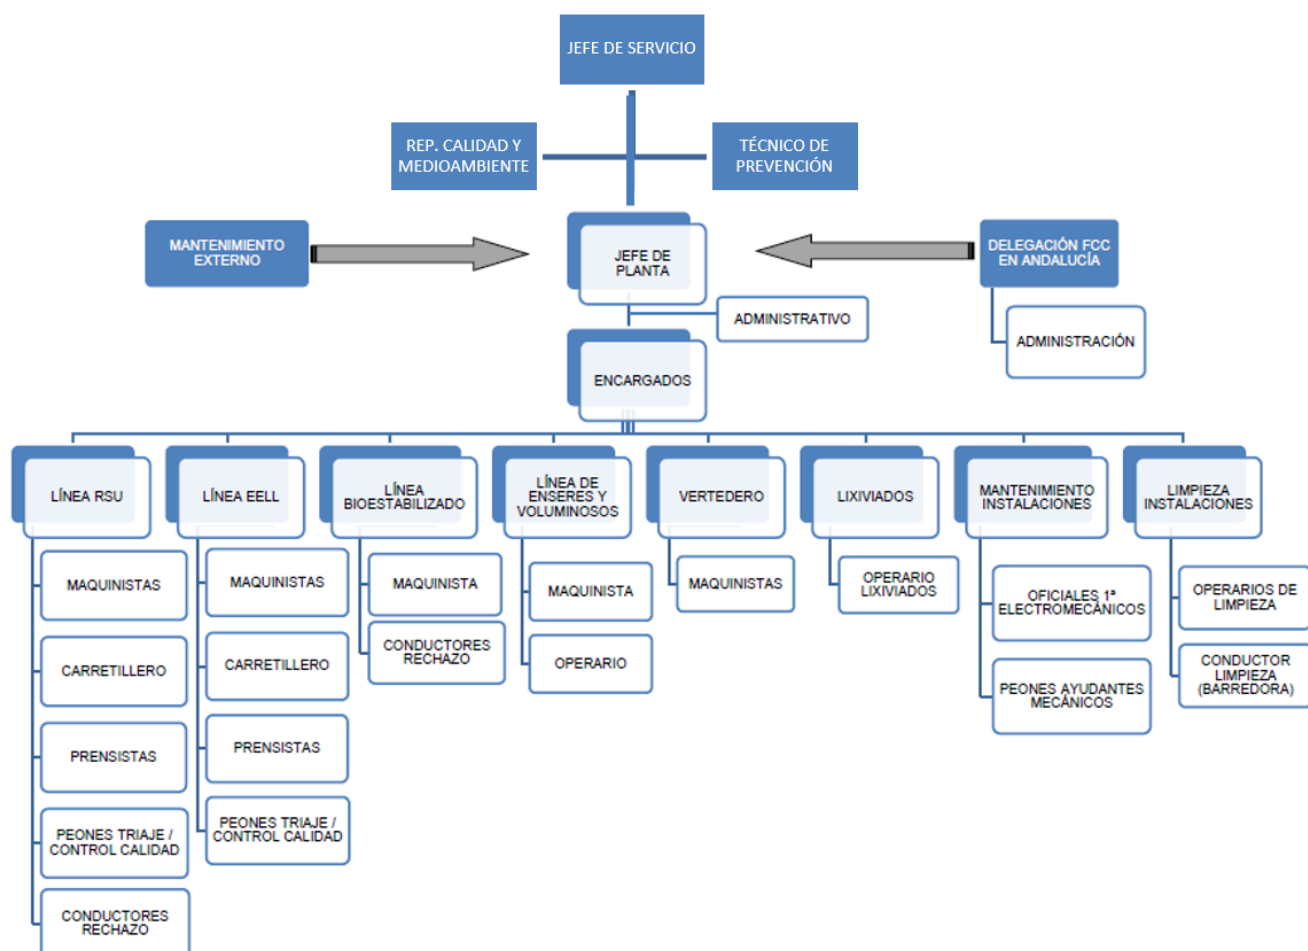 JEFE DE SERVICIO
REP. CALIDAD Y
MEDIOAMBIENTE
TÉCNICO DE
PREVENCIÓN
MANTENIMIENTO
EXTERNO
JEFE DE
PLANTA
DELEGACIÓN FCC
EN ANDALUCÍA
ADMINISTRATIVO
ADMINISTRACIÓN
ENCARGADOS
LÍNEA RSU
LÍNEA EELL
LÍNEA
BIOESTABILIZADO
LÍNEA DE
ENSERES Y
VOLUMINOSOS
VERTEDERO
LIXIVIADOS
MANTENIMIENTO
INSTALACIONES
LIMPIEZA
INSTALACIONES
MAQUINISTAS
CARRETILLERO
PRENSISTAS
PEONES TRIAJE /
CONTROL CALIDAD
CONDUCTORES
RECHAZO
MAQUINISTAS
CARRETILLERO
PRENSISTAS
PEONES TRIAJE /
CONTROL CALIDAD
MAQUINISTA
CONDUCTORES
RECHAZO
MAQUINISTA
OPERARIO
MAQUINISTAS
OPERARIO
LIXIVIADOS
OFICIALES 1ª
ELECTROMECÁNICOS
PEONES AYUDANTES
MECÁNICOS
OPERARIOS DE
LIMPIEZA
CONDUCTOR
LIMPIEZA
(BARREDORA)